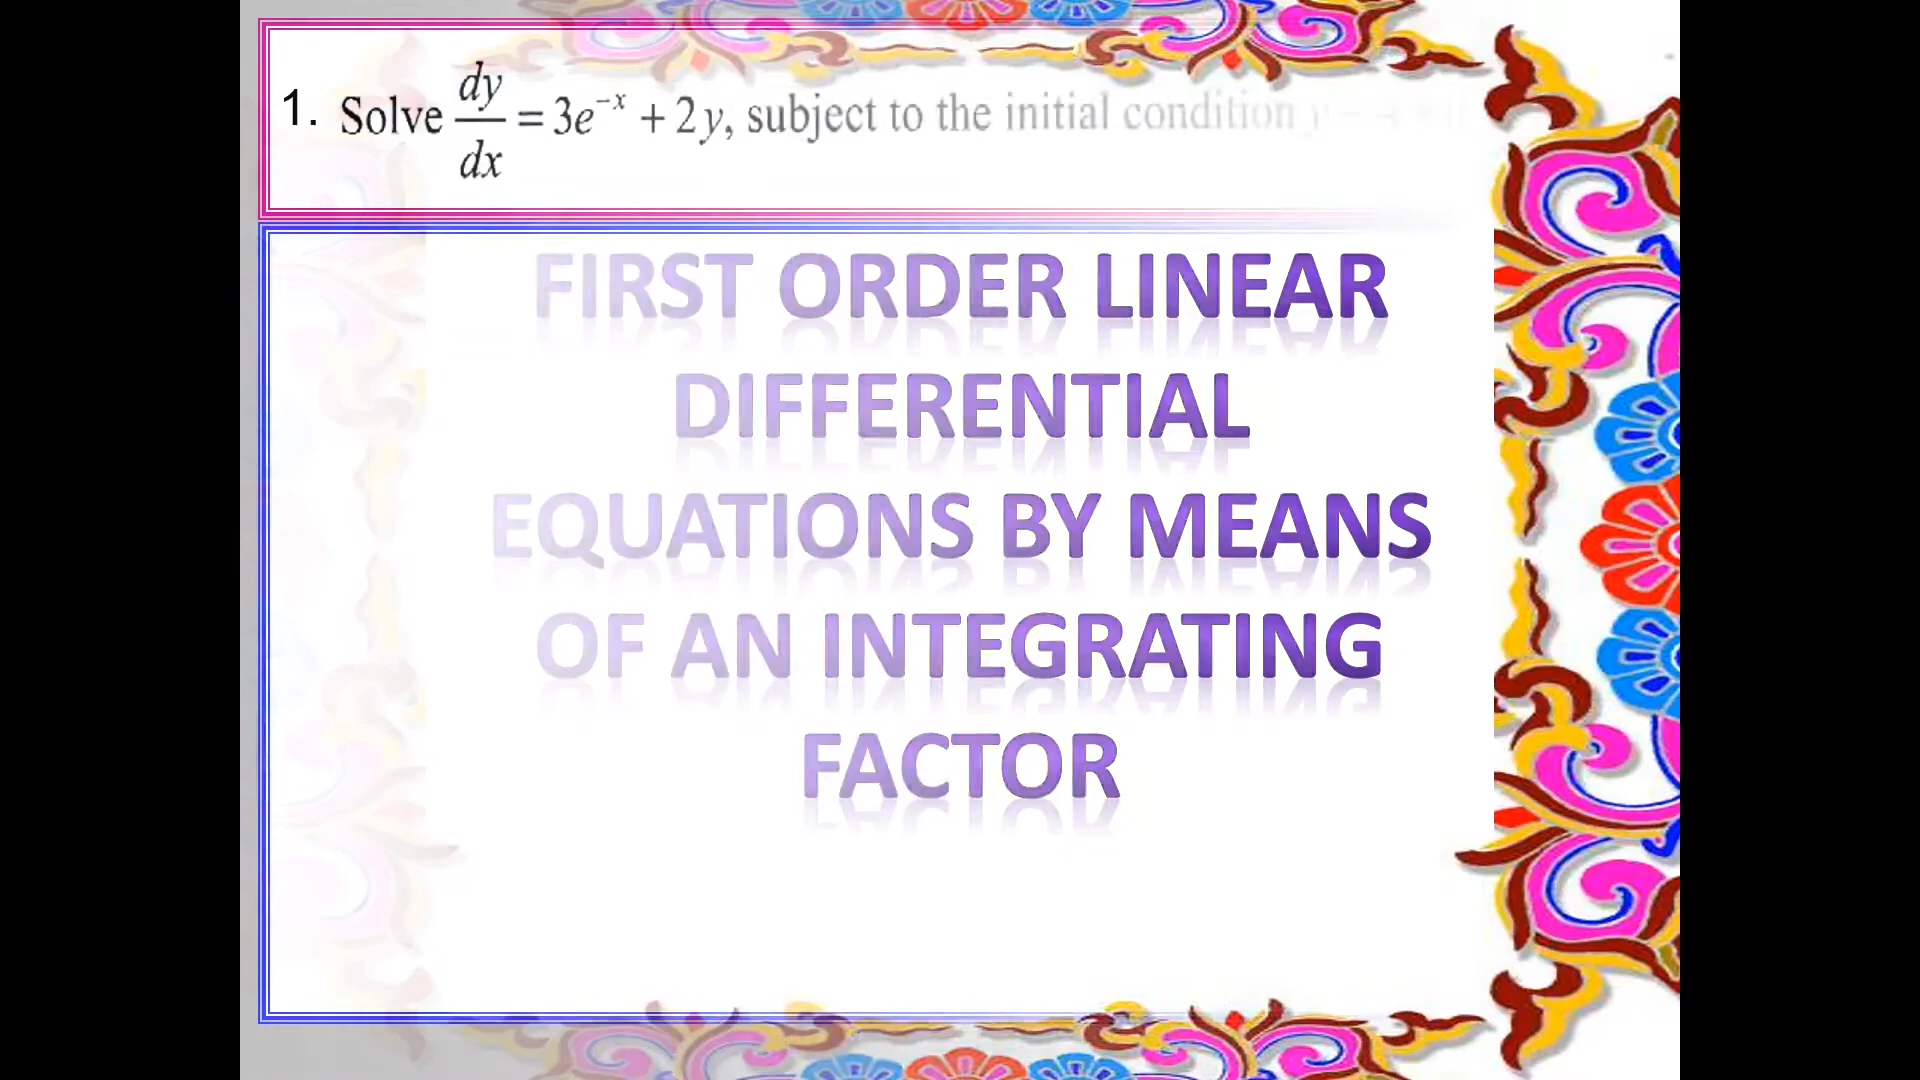 1. Solve dy/dx = 3e^{-x} + 2y, subject to the initial condition
FIRST ORDER LINEAR
DIFFERENTIAL
EQUATIONS BY MEANS
OF AN INTEGRATING
FACTOR